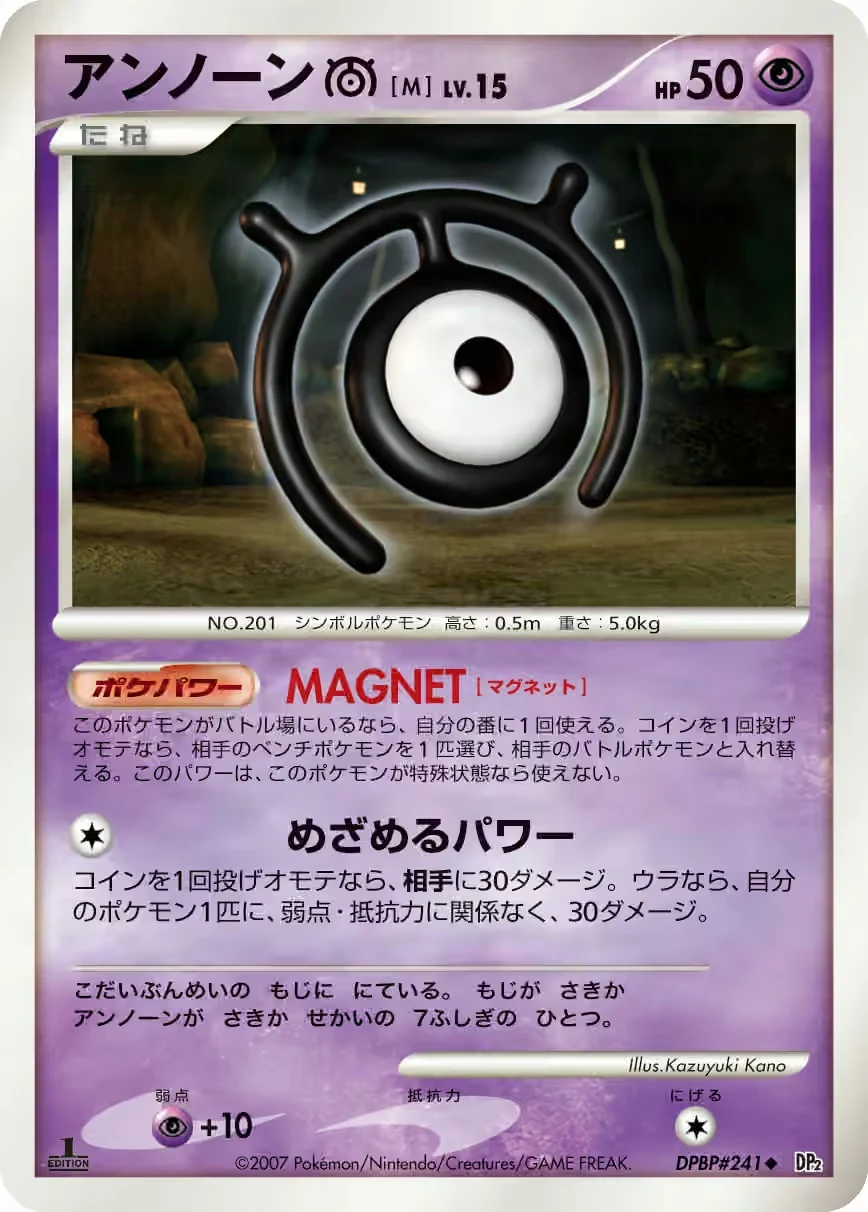 アンノーン [M] LV.15 HP 50
たね
NO.201 シンボルポケモン 高さ:0.5m 重さ:5.0kg
ポケパワー MAGNET [マグネット]
このポケモンがバトル場にいるなら、自分の番に1回使える。コインを1回投げ
オモテなら、相手のベンチポケモンを1匹選び、相手のバトルポケモンと入れ替
える。このパワーは、このポケモンが特殊状態なら使えない。
めざめるパワー
コインを1回投げオモテなら、相手に30ダメージ。ウラなら、自分
のポケモン1匹に、弱点・抵抗力に関係なく、30ダメージ。
こだいぶんめいの もじに にている。 もじが さきか
アンノーンが さきか せかいの 7ふしぎの ひとつ。
Illus.Kazuyuki Kano
弱点 抵抗力 にげる
+10
1 EDITION ©2007 Pokémon/Nintendo/Creatures/GAME FREAK. DPBP#241◆ DP2